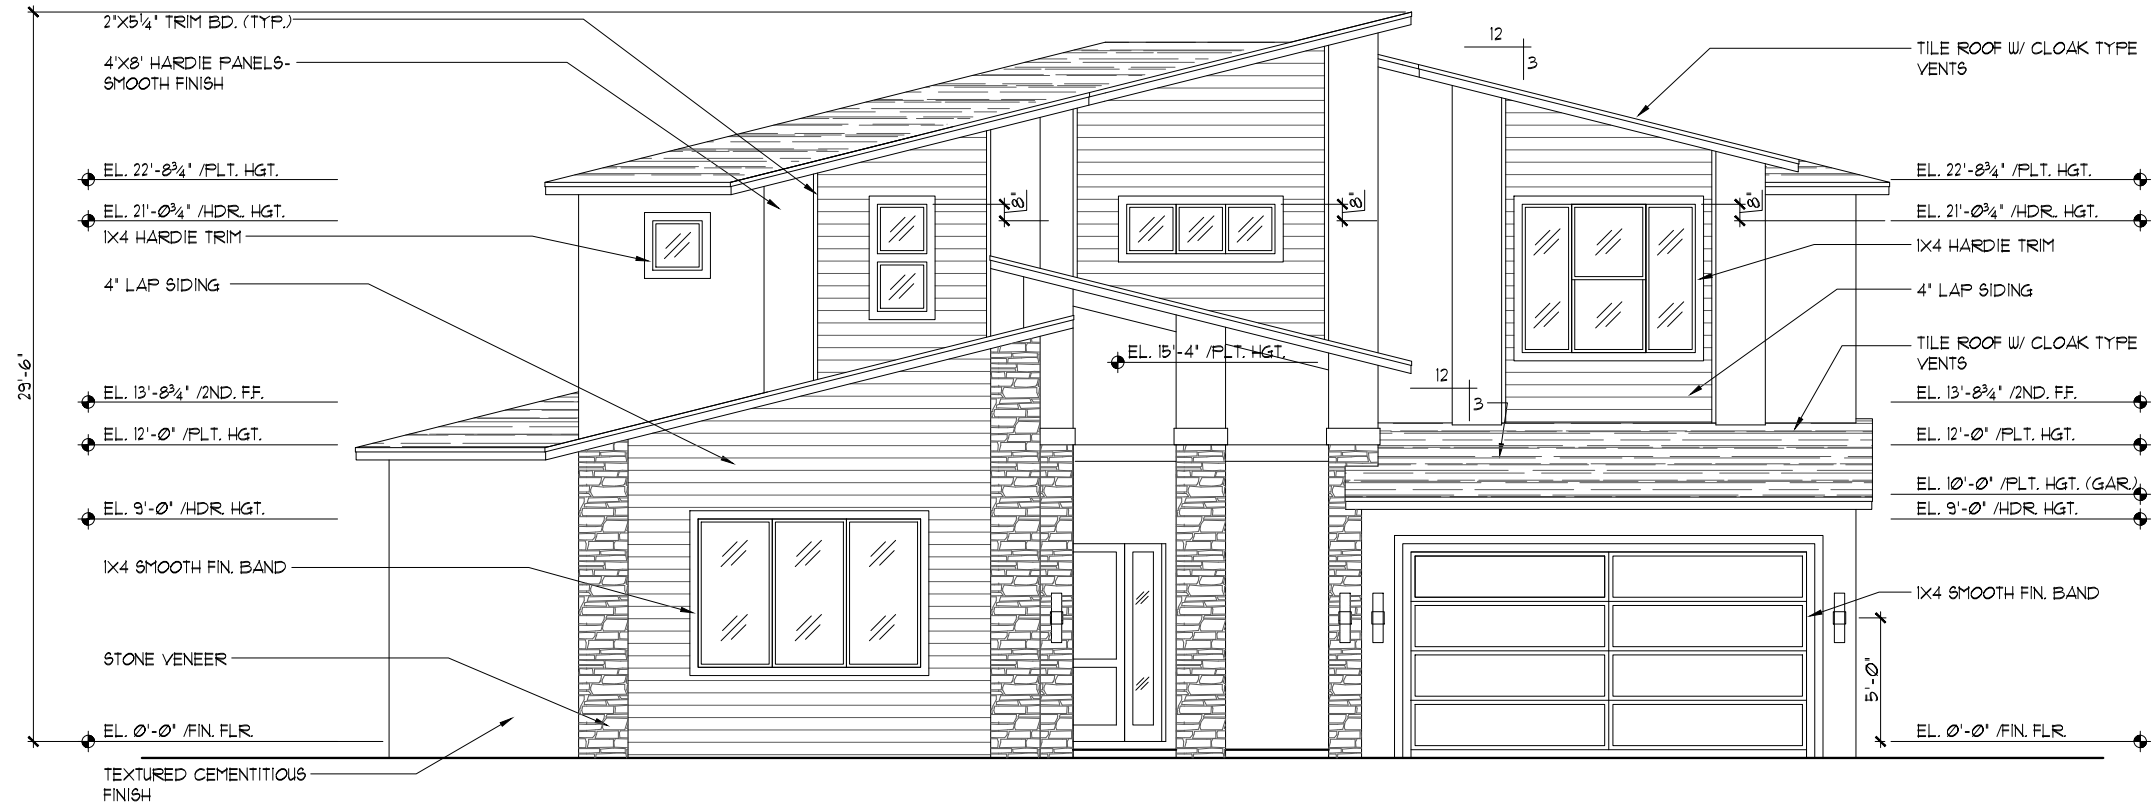 2"X5¼" TRIM BD. (TYP.)
4'X8' HARDIE PANELS-
SMOOTH FINISH
EL. 22'-8¾" /PLT. HGT.
EL. 21'-0¾" /HDR. HGT.
1X4 HARDIE TRIM
4" LAP SIDING
29'-6"
EL. 13'-8¾" /2ND. F.F.
EL. 12'-0" /PLT. HGT.
EL. 9'-0" /HDR. HGT.
1X4 SMOOTH FIN. BAND
STONE VENEER
EL. 0'-0" /FIN. FLR.
TEXTURED CEMENTITIOUS
FINISH
8"
8"
8"
12
3
EL. 15'-4" /PLT. HGT.
12
3
TILE ROOF W/ CLOAK TYPE
VENTS
EL. 22'-8¾" /PLT. HGT.
EL. 21'-0¾" /HDR. HGT.
1X4 HARDIE TRIM
4" LAP SIDING
TILE ROOF W/ CLOAK TYPE
VENTS
EL. 13'-8¾" /2ND. F.F.
EL. 12'-0" /PLT. HGT.
EL. 10'-0" /PLT. HGT. (GAR.)
EL. 9'-0" /HDR. HGT.
1X4 SMOOTH FIN. BAND
5'-0"
EL. 0'-0" /FIN. FLR.